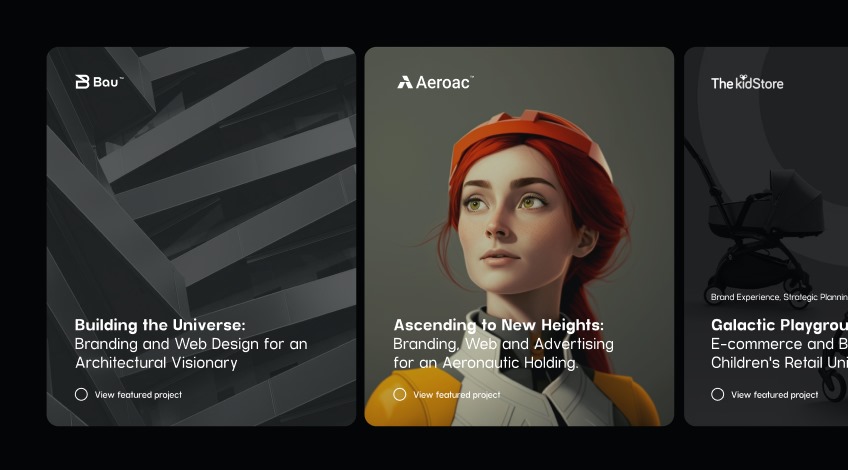 Bau™
Building the Universe:
Branding and Web Design for an
Architectural Visionary
View featured project
Aeroac™
Ascending to New Heights:
Branding, Web and Advertising
for an Aeronautic Holding.
View featured project
The kidStore
Brand Experience, Strategic Plannin
Galactic Playgrou
E-commerce and B
Children's Retail Uni
View featured project